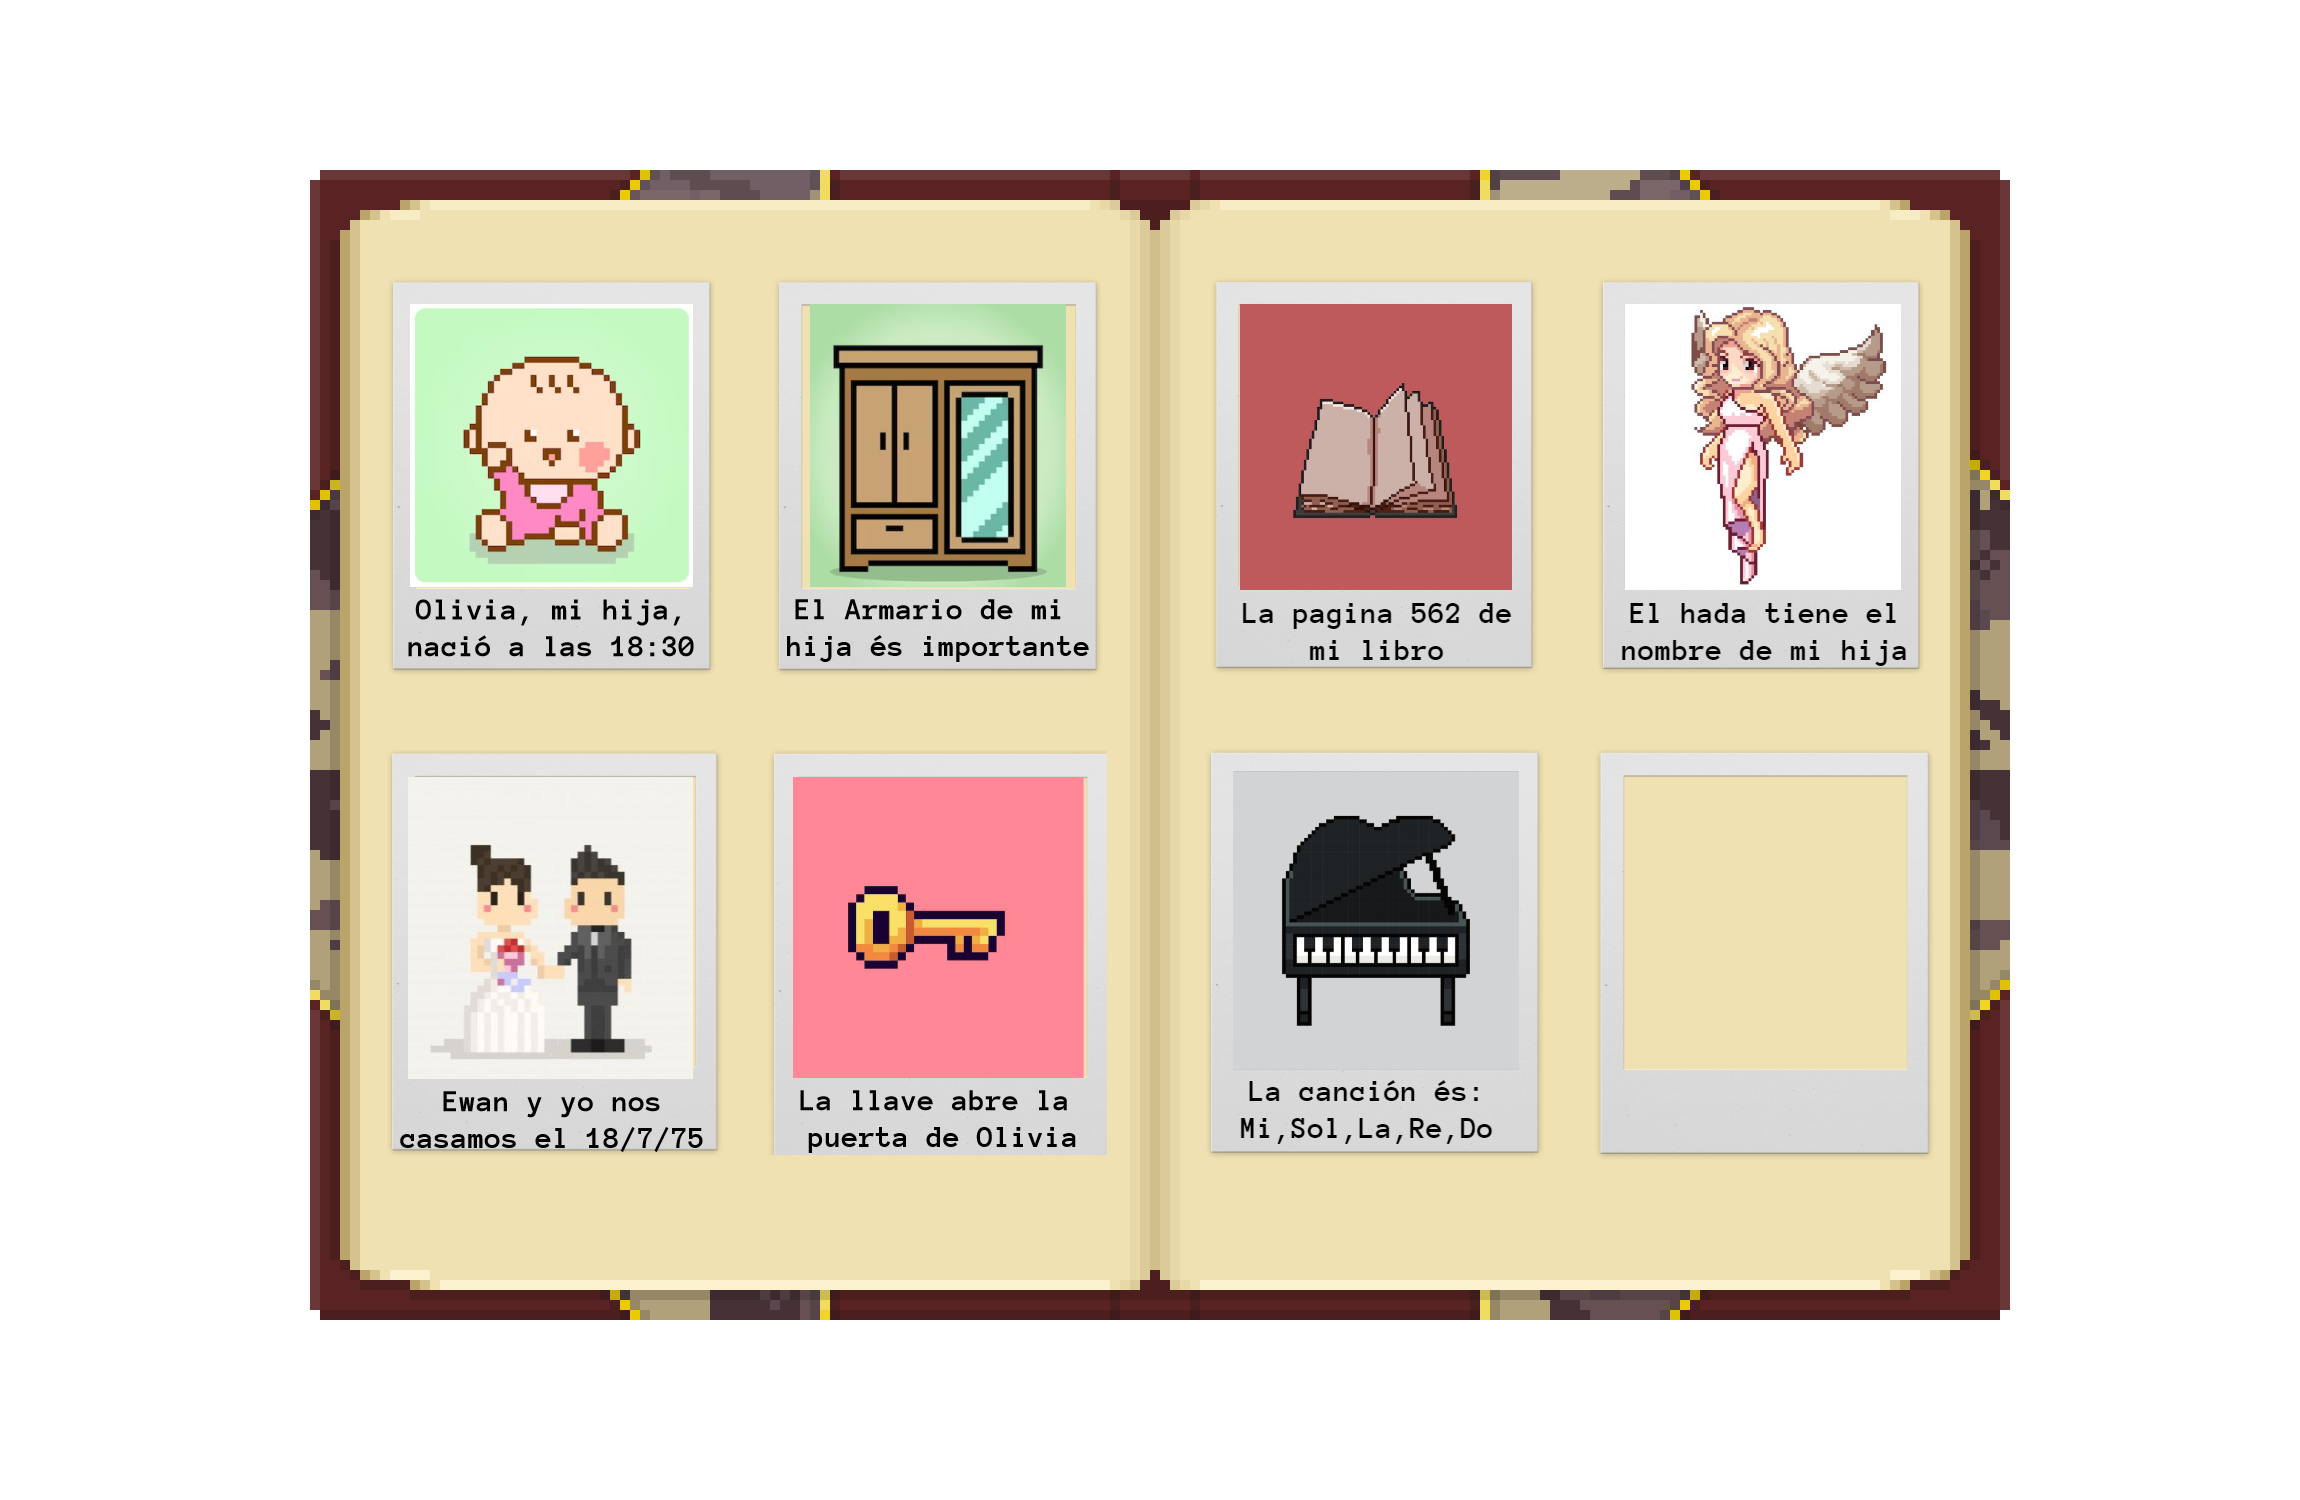 Olivia, mi hija,
nació a las 18:30
El Armario de mi
hija és importante
Ewan y yo nos
casamos el 18/7/75
La llave abre la
puerta de Olivia
La pagina 562 de
mi libro
El hada tiene el
nombre de mi hija
La canción és:
Mi,Sol,La,Re,Do